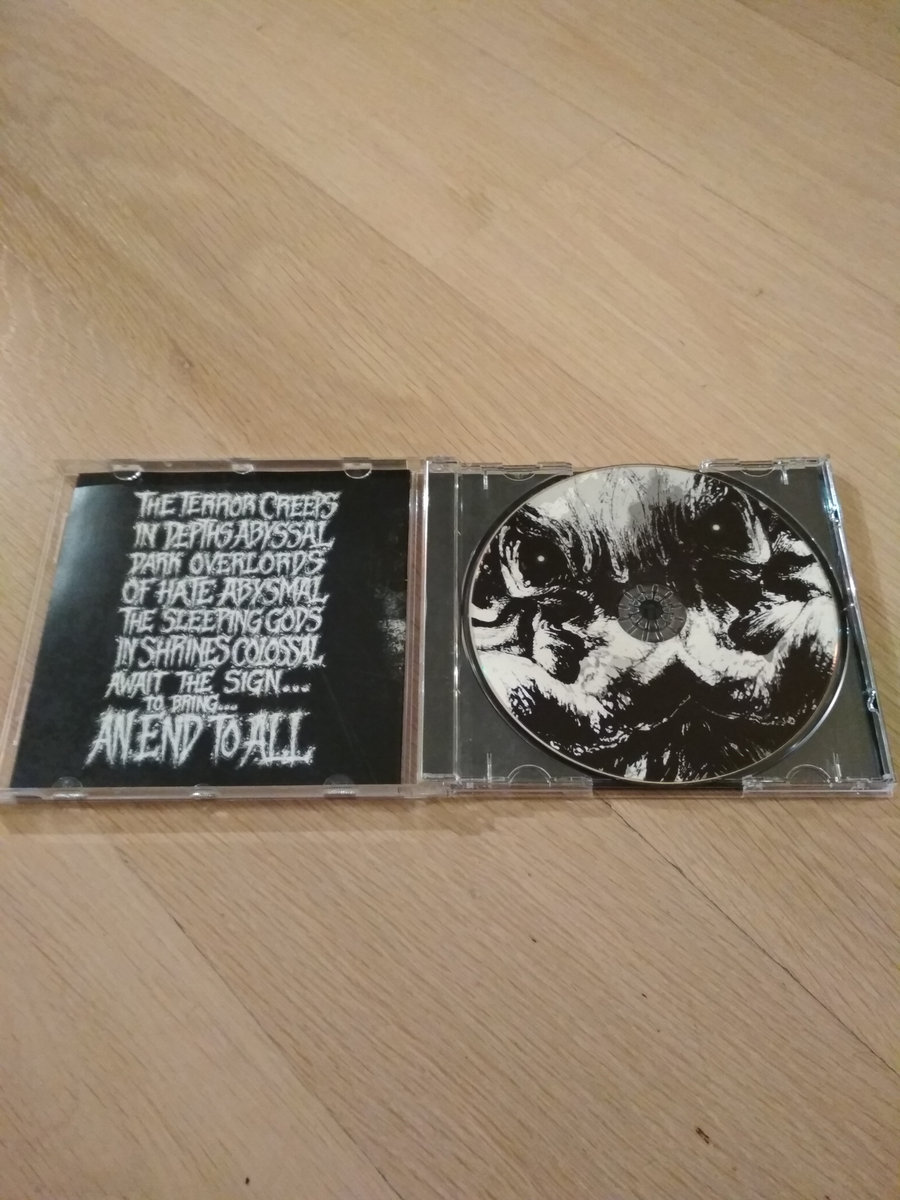 THE TERROR CREEPS
IN DEPTHS ABYSSAL
DARK OVERLORDS
OF HATE ABYSMAL
THE SLEEPING GODS
IN SHRINES COLOSSAL
AWAIT THE SIGN...
TO BRING...
AN END TO ALL